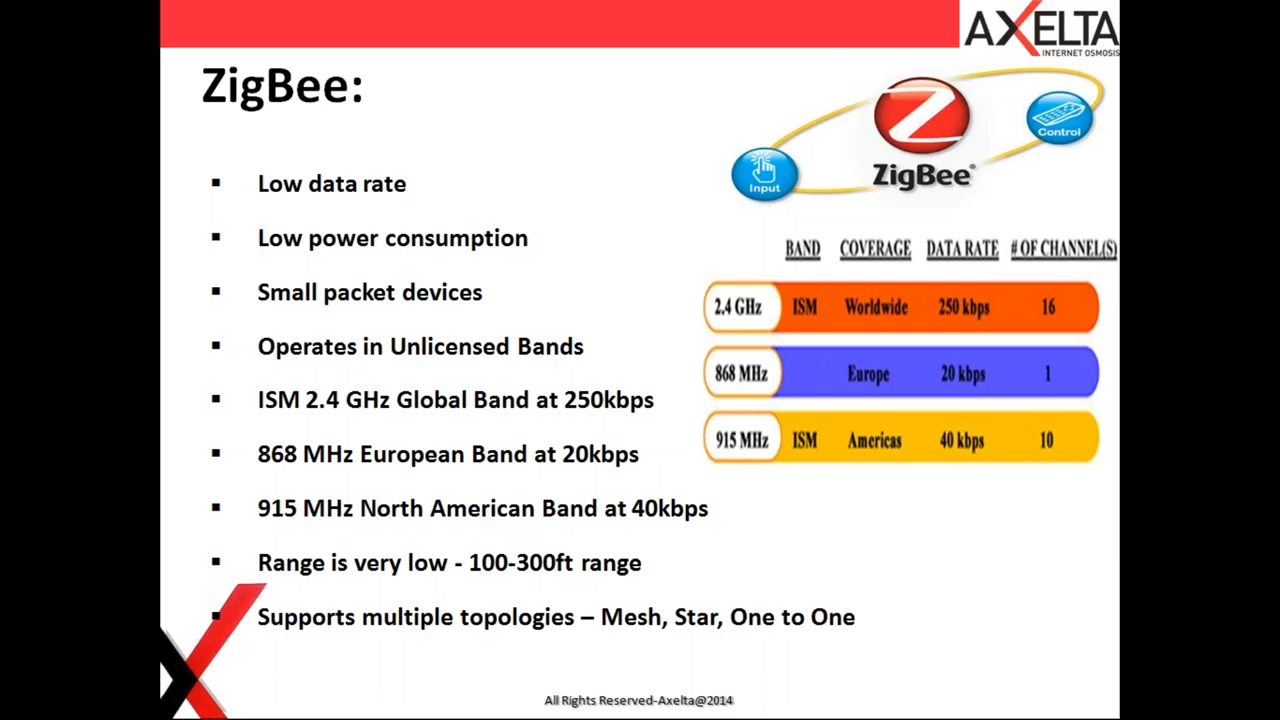 AXELTA
INTERNET OSMOSIS
ZigBee:
Control
Input
ZigBee®
▪ Low data rate
▪ Low power consumption
▪ Small packet devices
▪ Operates in Unlicensed Bands
▪ ISM 2.4 GHz Global Band at 250kbps
▪ 868 MHz European Band at 20kbps
▪ 915 MHz North American Band at 40kbps
▪ Range is very low - 100-300ft range
▪ Supports multiple topologies – Mesh, Star, One to One
BAND COVERAGE DATA RATE # OF CHANNEL(S)
2.4 GHz ISM Worldwide 250 kbps 16
868 MHz Europe 20 kbps 1
915 MHz ISM Americas 40 kbps 10
All Rights Reserved-Axelta@2014